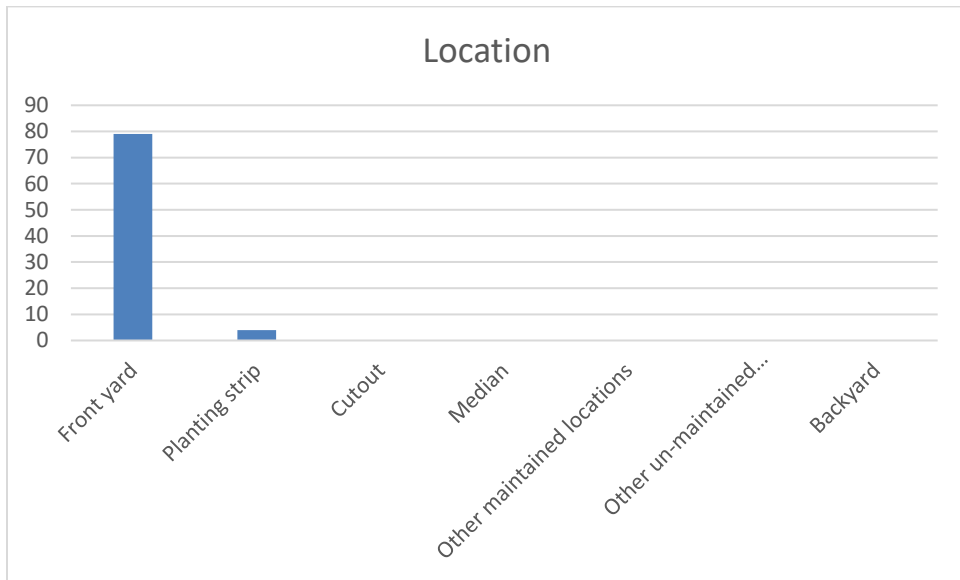 Location
90
80
70
60
50
40
30
20
10
0
Front yard
Planting strip
Cutout
Median
Other maintained locations
Other un-maintained...
Backyard